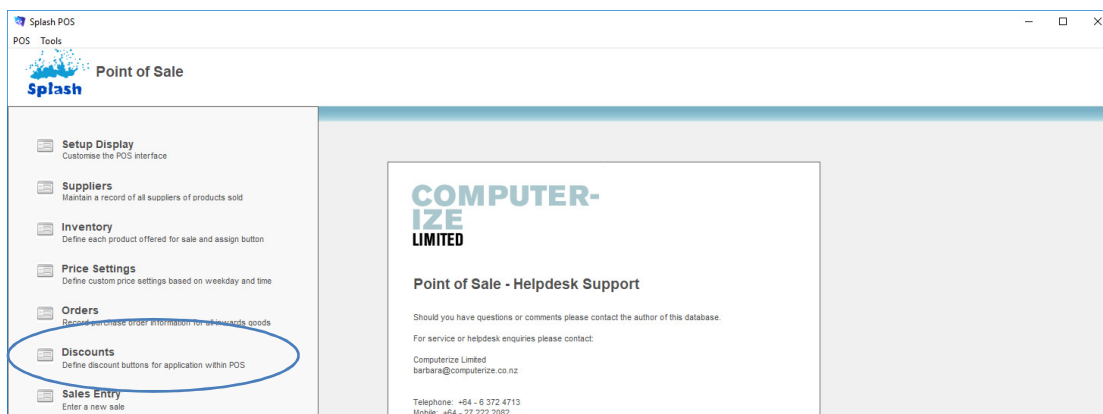 Splash POS
POS Tools
Splash
Point of Sale
Setup Display
Customise the POS interface
Suppliers
Maintain a record of all suppliers of products sold
Inventory
Define each product offered for sale and assign button
Price Settings
Define custom price settings based on weekday and time
Orders
Record purchase order information for all inwards goods
Discounts
Define discount buttons for application within POS
Sales Entry
Enter a new sale
COMPUTER-
IZE
LIMITED
Point of Sale - Helpdesk Support
Should you have questions or comments please contact the author of this database.
For service or helpdesk enquiries please contact:
Computerize Limited
barbara@computerize.co.nz
Telephone: +64 - 6 372 4713
Mobile: +64 - 27 222 2082